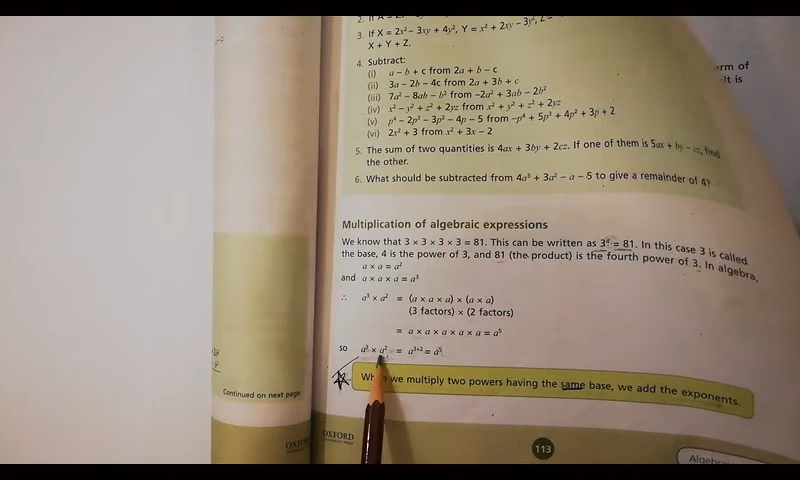 3. If X = 2x² – 3xy + 4y², Y = x² + 2xy – 3y²,
X + Y + Z.
4. Subtract:
(i) a – b + c from 2a + b – c
(ii) 3a – 2b – 4c from 2a + 3b + c
(iii) 7a² – 8ab – b² from –2a² + 3ab – 2b²
(iv) x² – y² + z² + 2yz from x² + y² + z² + 2yz
(v) p⁴ – 2p³ – 3p² – 4p – 5 from –p⁴ + 5p³ + 4p² + 3p + 2
(vi) 2x² + 3 from x² + 3x – 2
5. The sum of two quantities is 4ax + 3by + 2cz. If one of them is 5ax + by – cz, find
the other.
6. What should be subtracted from 4a³ + 3a² – a – 5 to give a remainder of 4?
Multiplication of algebraic expressions
We know that 3 × 3 × 3 × 3 = 81. This can be written as 3⁴ = 81. In this case 3 is called
the base, 4 is the power of 3, and 81 (the product) is the fourth power of 3. In algebra,
a × a = a²
and a × a × a = a³
∴ a³ × a² = (a × a × a) × (a × a)
(3 factors) × (2 factors)
= a × a × a × a × a = a⁵
so a³ × a² = a³⁺² = a⁵.
we multiply two powers having the same base, we add the exponents.
Continued on next page
OXFORD
113